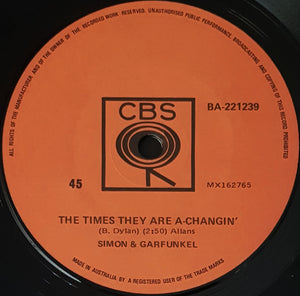 ALL RIGHTS OF THE MANUFACTURER AND OF THE OWNER OF THE RECORDED WORK RESERVED. UNAUTHORISED PUBLIC PERFORMANCE, BROADCASTING AND COPYING OF THIS RECORD PROHIBITED
CBS
BA-221239
45
MX162765
THE TIMES THEY ARE A-CHANGIN'
(B. Dylan) (2:50) Allans
SIMON & GARFUNKEL
MADE IN AUSTRALIA BY A REGISTERED USER OF THE TRADE MARKS